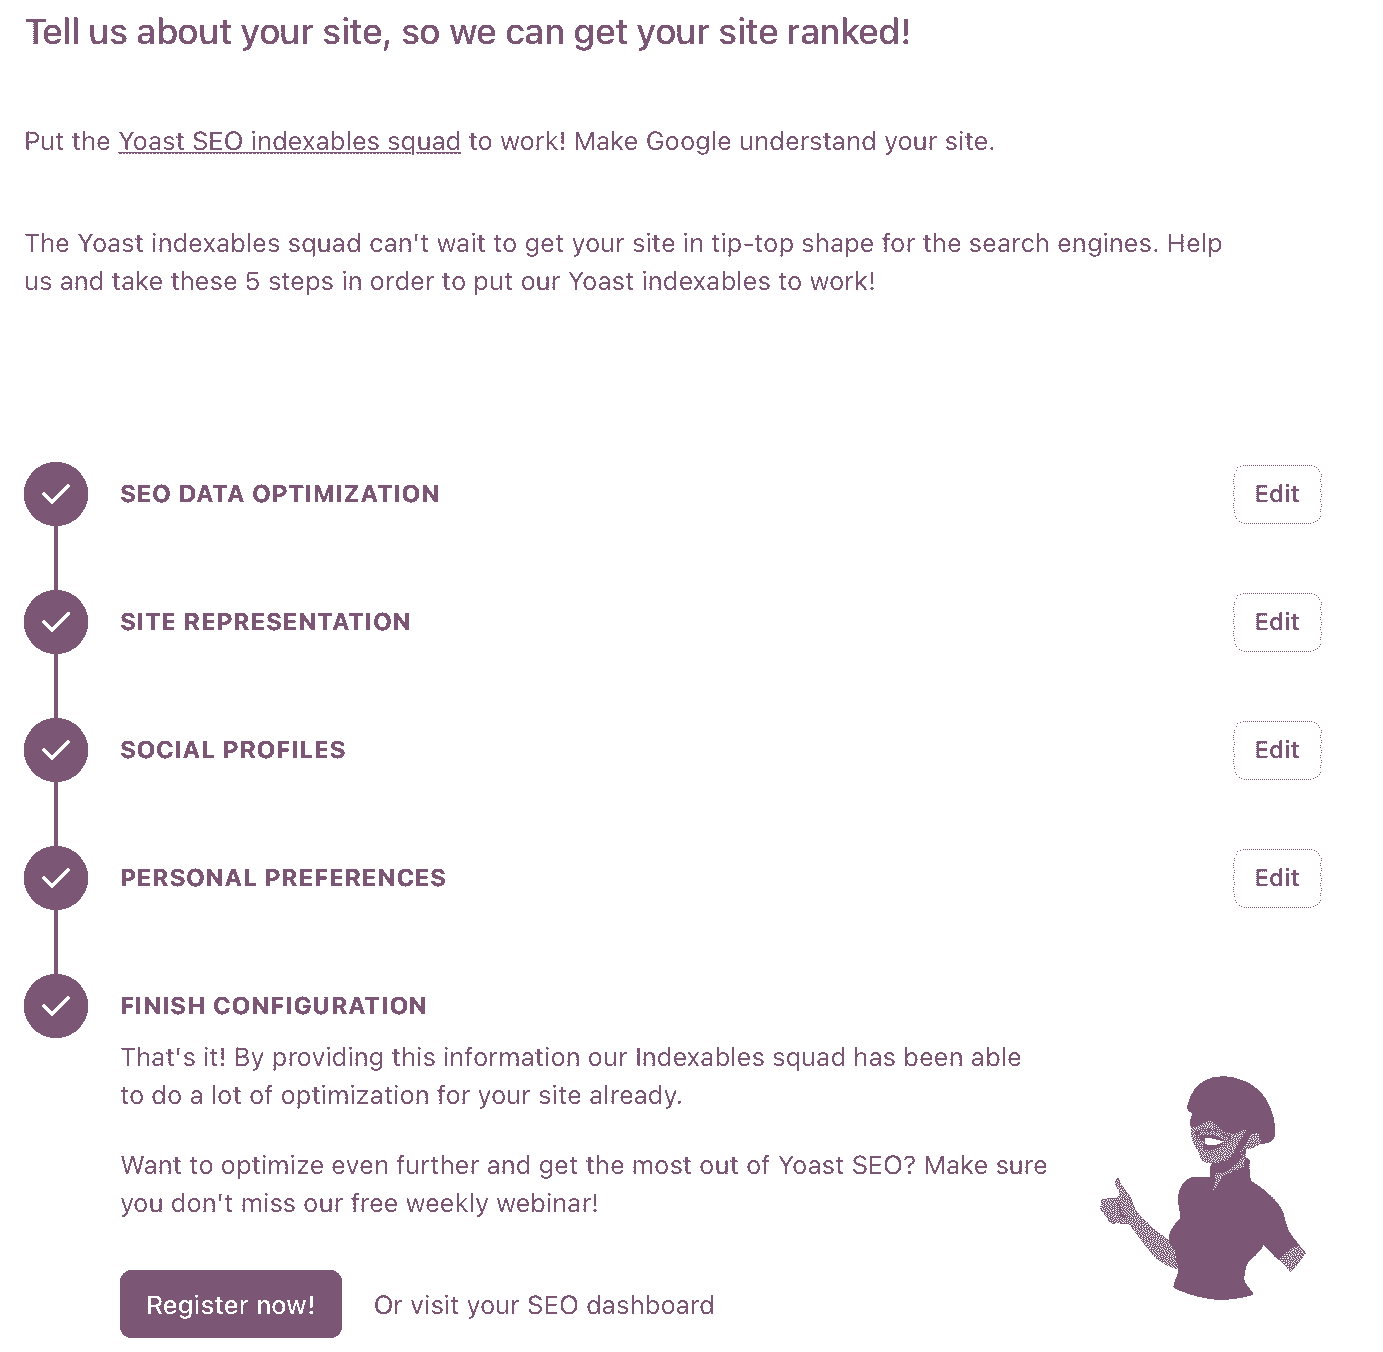 Tell us about your site, so we can get your site ranked!
Put the Yoast SEO indexables squad to work! Make Google understand your site.
The Yoast indexables squad can't wait to get your site in tip-top shape for the search engines. Help
us and take these 5 steps in order to put our Yoast indexables to work!
SEO DATA OPTIMIZATION
Edit
SITE REPRESENTATION
Edit
SOCIAL PROFILES
Edit
PERSONAL PREFERENCES
Edit
FINISH CONFIGURATION
That's it! By providing this information our Indexables squad has been able
to do a lot of optimization for your site already.
Want to optimize even further and get the most out of Yoast SEO? Make sure
you don't miss our free weekly webinar!
Register now!
Or visit your SEO dashboard